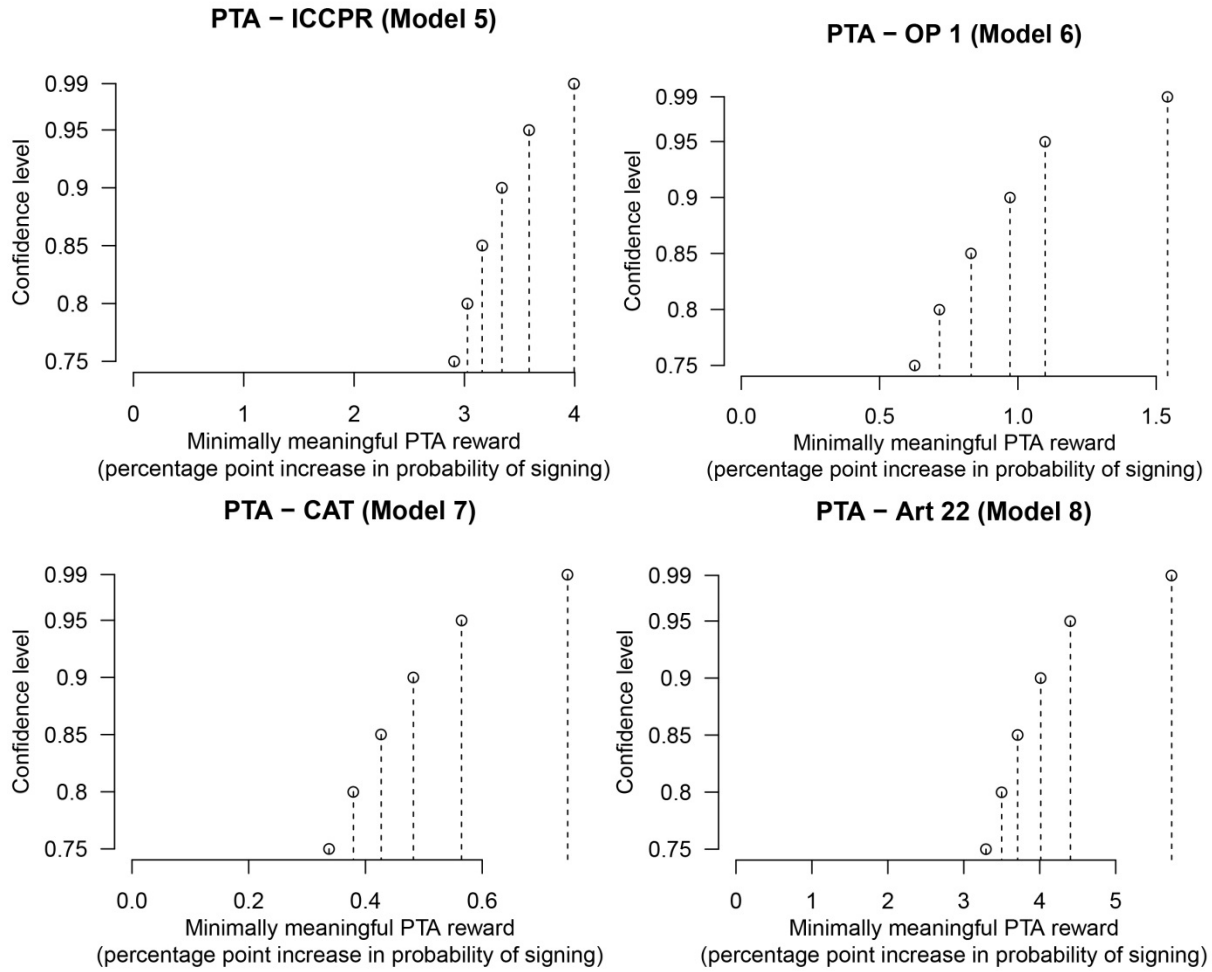 PTA − ICCPR (Model 5)
Confidence level
0.99
0.95
0.9
0.85
0.8
0.75
0 1 2 3 4
Minimally meaningful PTA reward
(percentage point increase in probability of signing)
PTA − OP 1 (Model 6)
Confidence level
0.99
0.95
0.9
0.85
0.8
0.75
0.0 0.5 1.0 1.5
Minimally meaningful PTA reward
(percentage point increase in probability of signing)
PTA − CAT (Model 7)
Confidence level
0.99
0.95
0.9
0.85
0.8
0.75
0.0 0.4 0.6
Minimally meaningful PTA reward
(percentage point increase in probability of signing)
PTA − Art 22 (Model 8)
Confidence level
0.99
0.95
0.9
0.85
0.8
0.75
0 1 2 3 4 5
Minimally meaningful PTA reward
(percentage point increase in probability of signing)